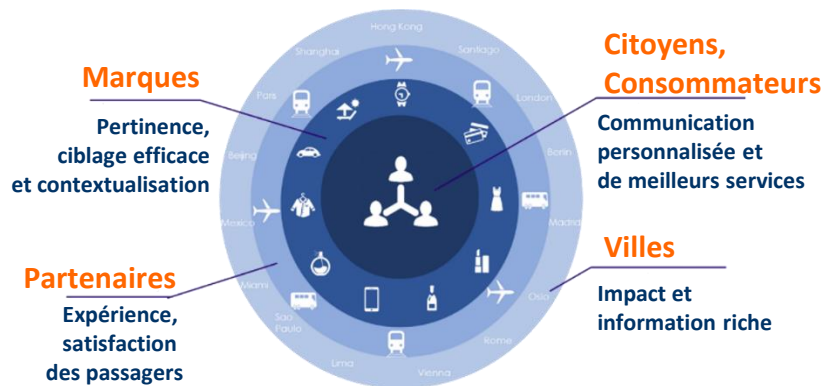 Marques
Pertinence,
ciblage efficace
et contextualisation
Citoyens,
Consommateurs
Communication
personnalisée et
de meilleurs services
Partenaires
Expérience,
satisfaction
des passagers
Villes
Impact et
information riche
Hong Kong
Santiago
London
Berlin
Madrid
Oslo
Rome
Vienna
Lima
Sao
Paulo
Miami
Mexico
Beijing
Paris
Shanghai